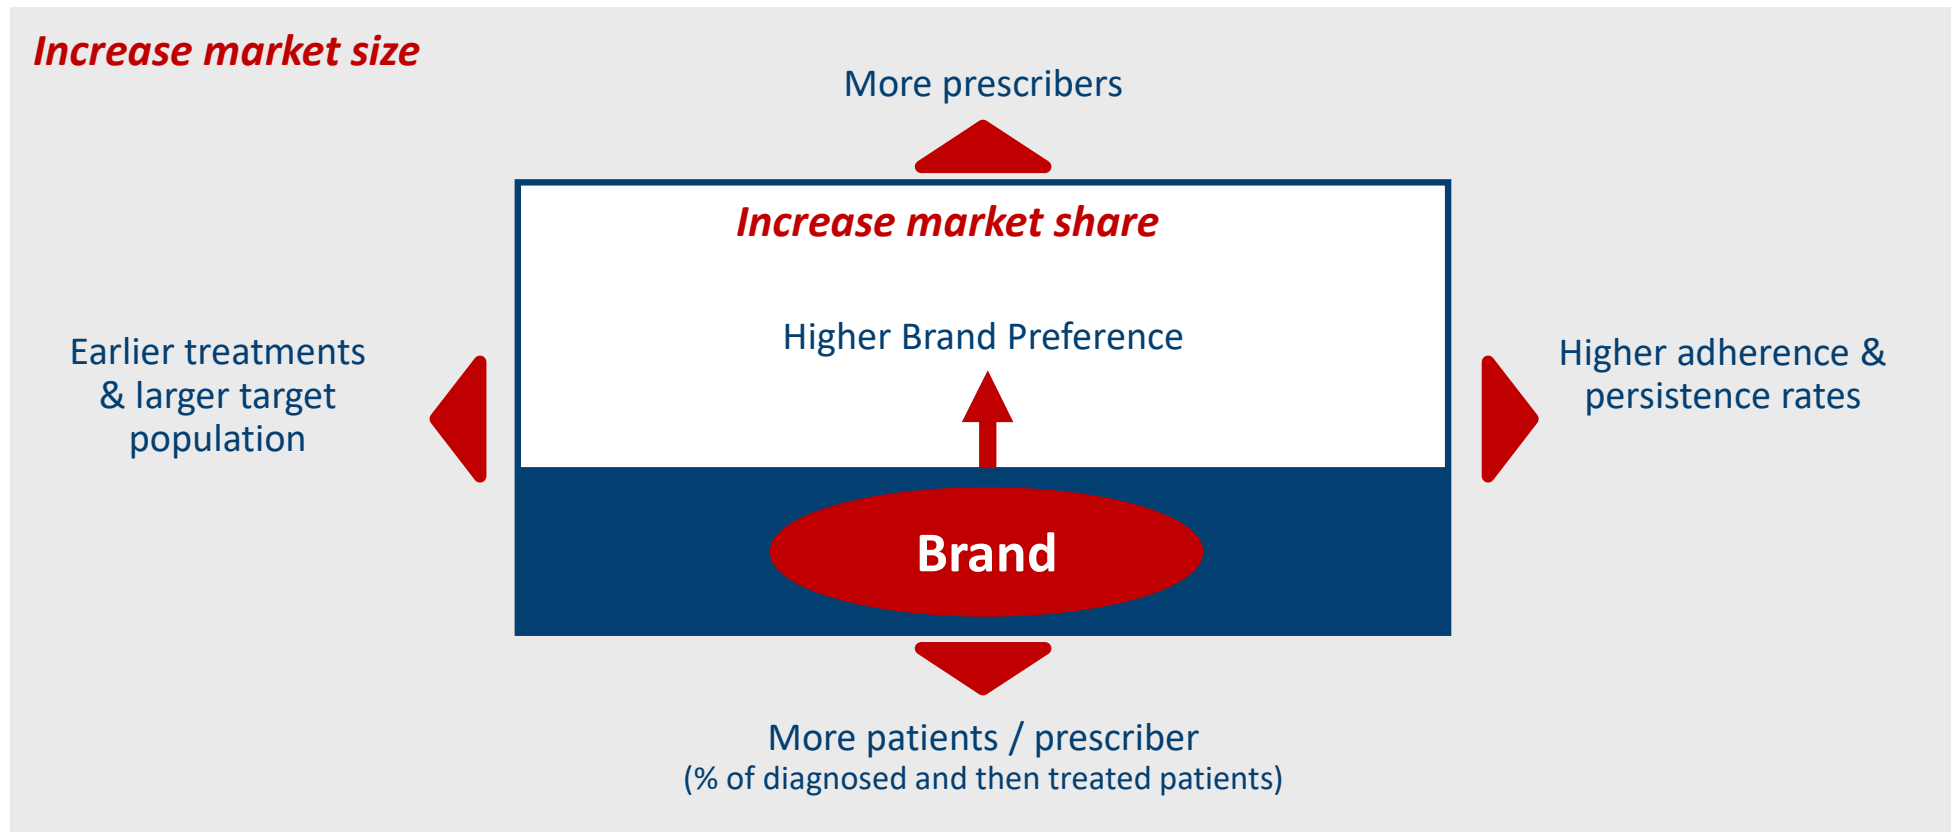 Increase market size
More prescribers
Increase market share
Higher Brand Preference
Earlier treatments
& larger target
population
Higher adherence &
persistence rates
Brand
More patients / prescriber
(% of diagnosed and then treated patients)